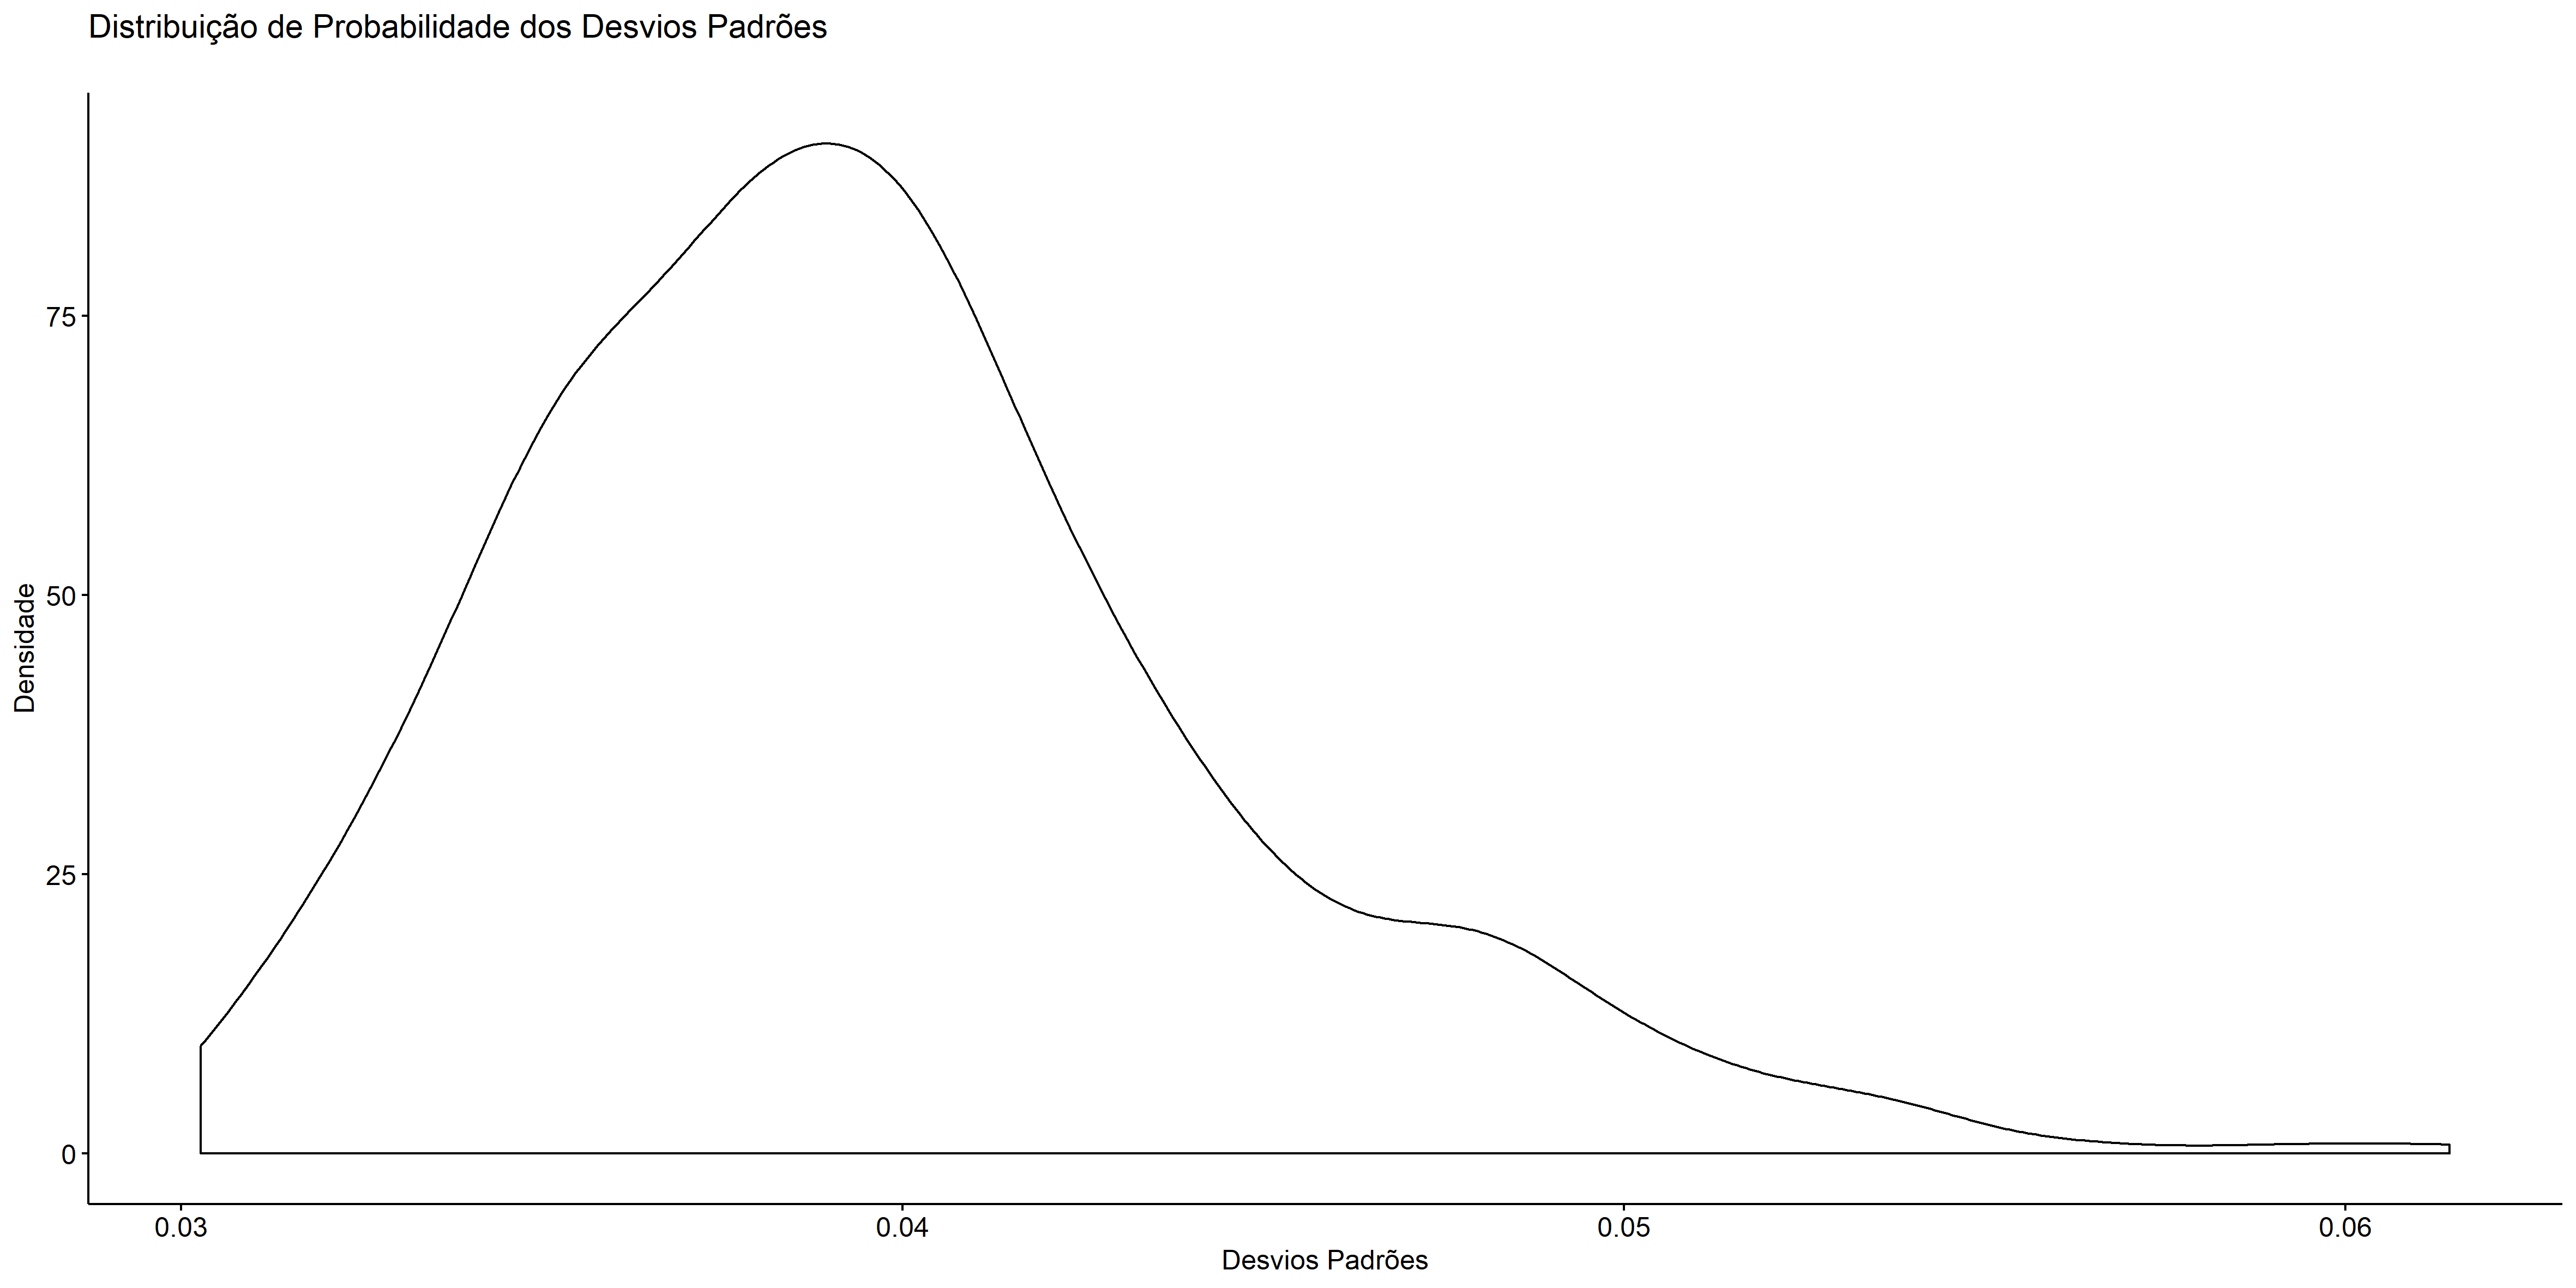 Distribuição de Probabilidade dos Desvios Padrões
Densidade
75
50
25
0
0.03 0.04 0.05 0.06
Desvios Padrões